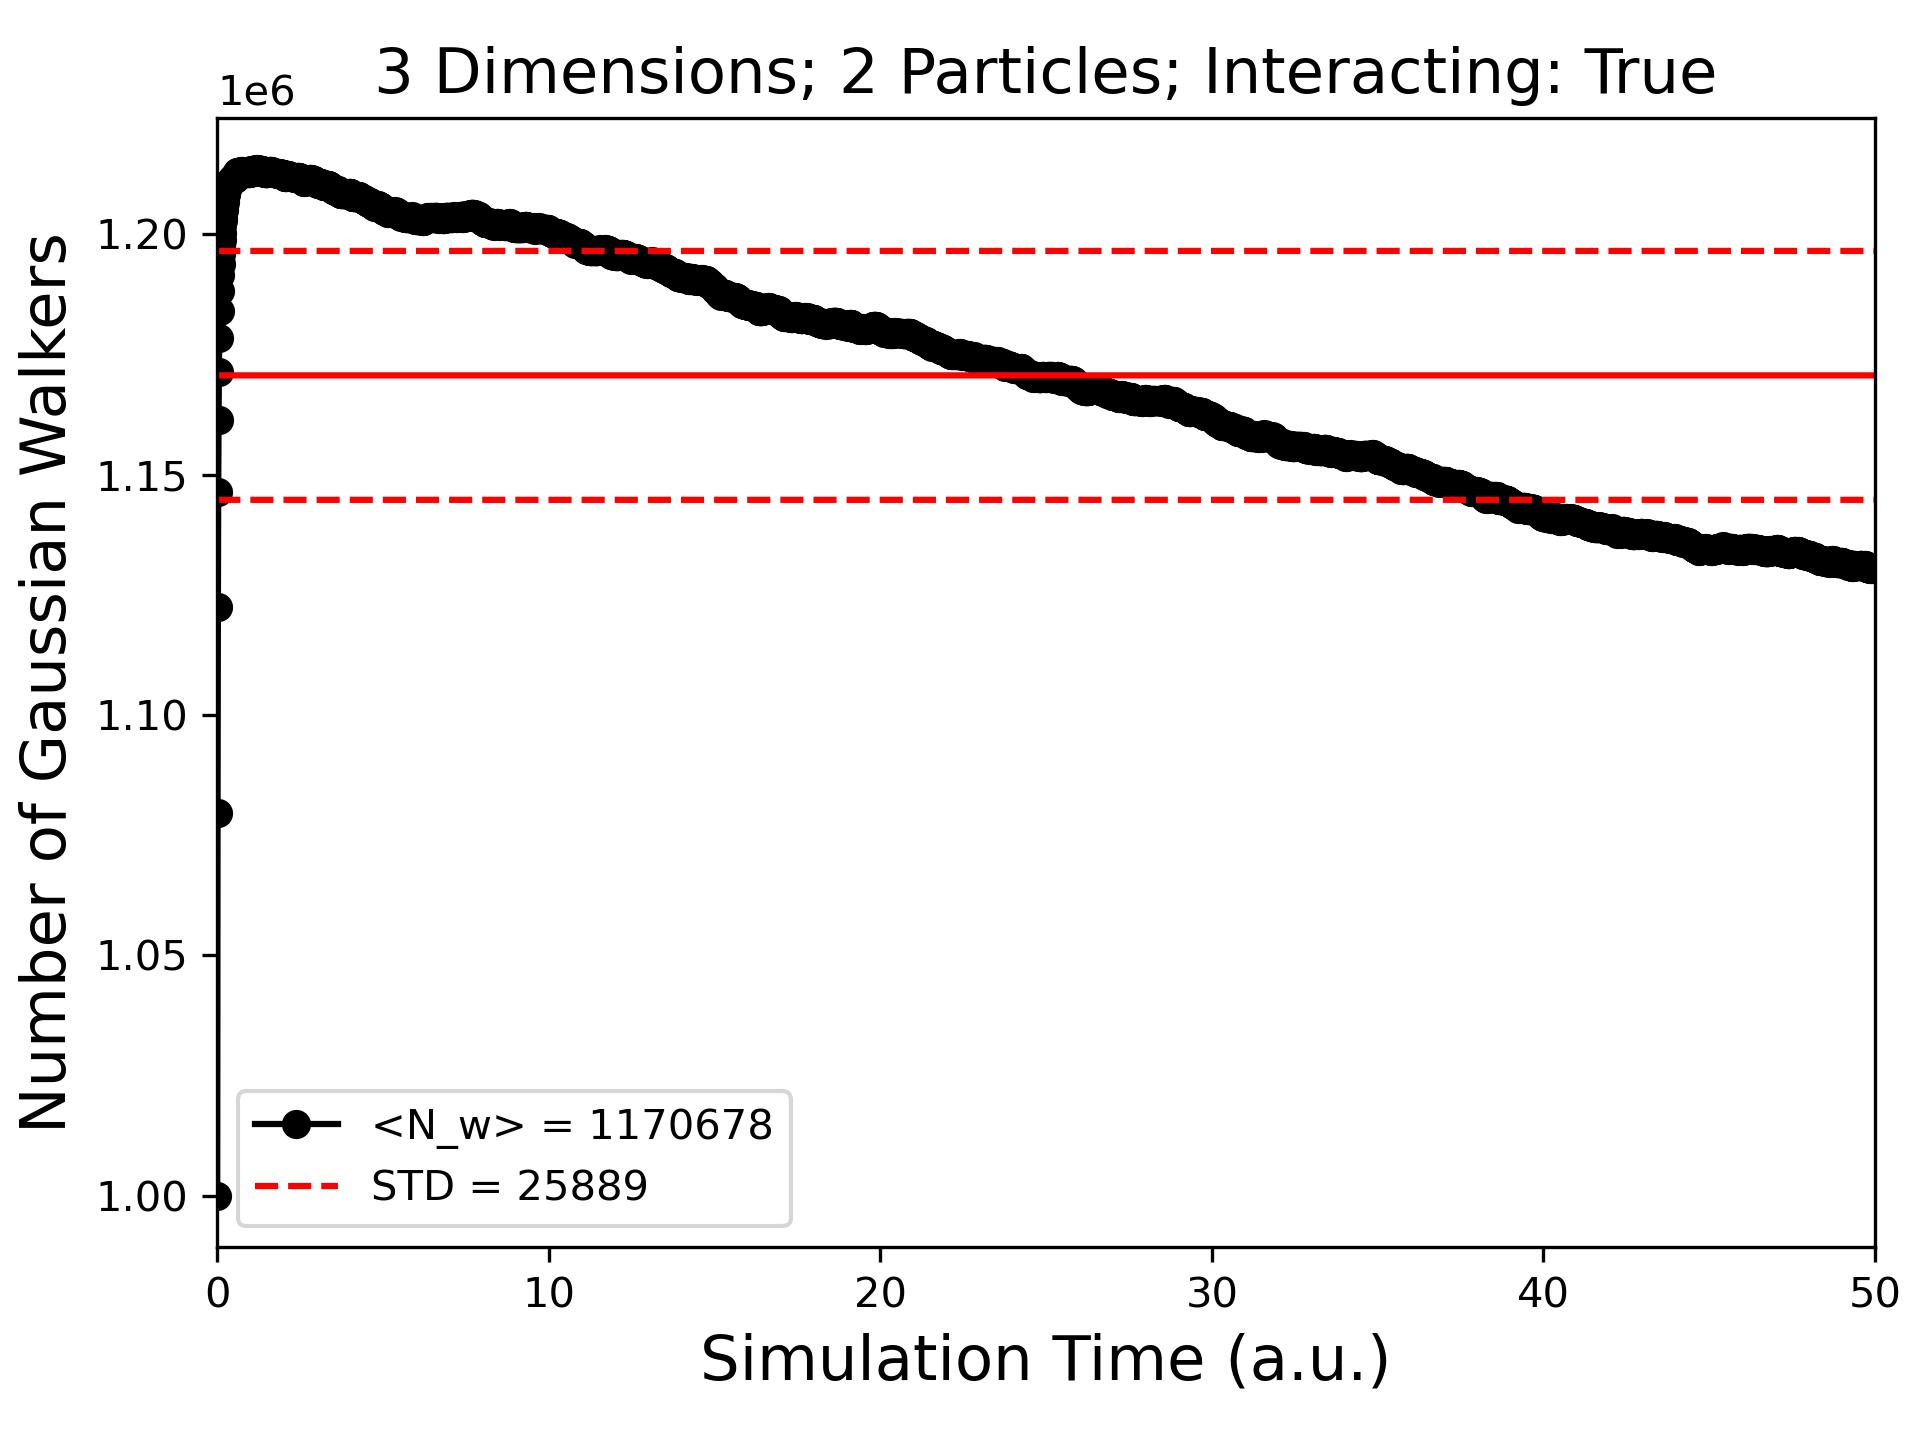 3 Dimensions; 2 Particles; Interacting: True
1e6
Number of Gaussian Walkers
1.20
1.15
1.10
1.05
1.00
<N_w> = 1170678
STD = 25889
0 10 20 30 40 50
Simulation Time (a.u.)